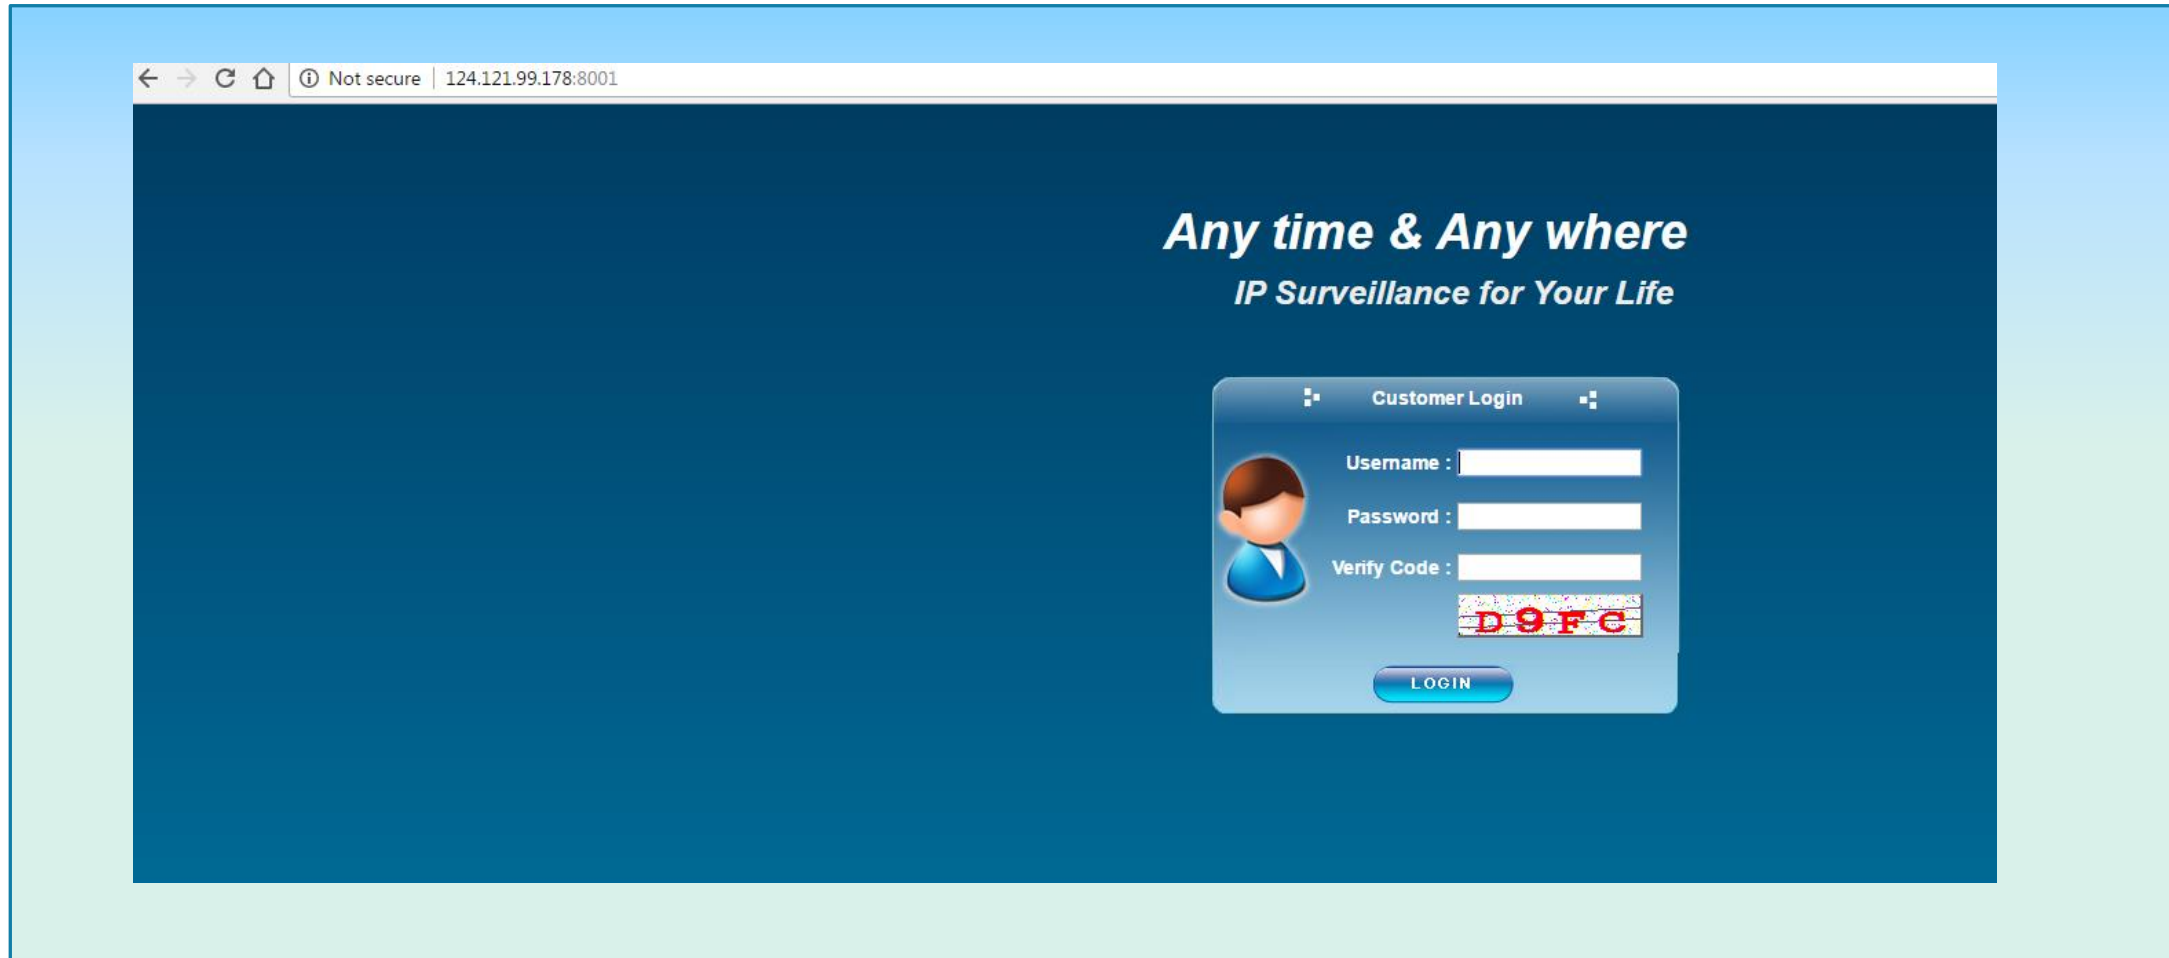 Not secure | 124.121.99.178:8001
Any time & Any where
IP Surveillance for Your Life
Customer Login
Username :
Password :
Verify Code :
D9FC
LOGIN